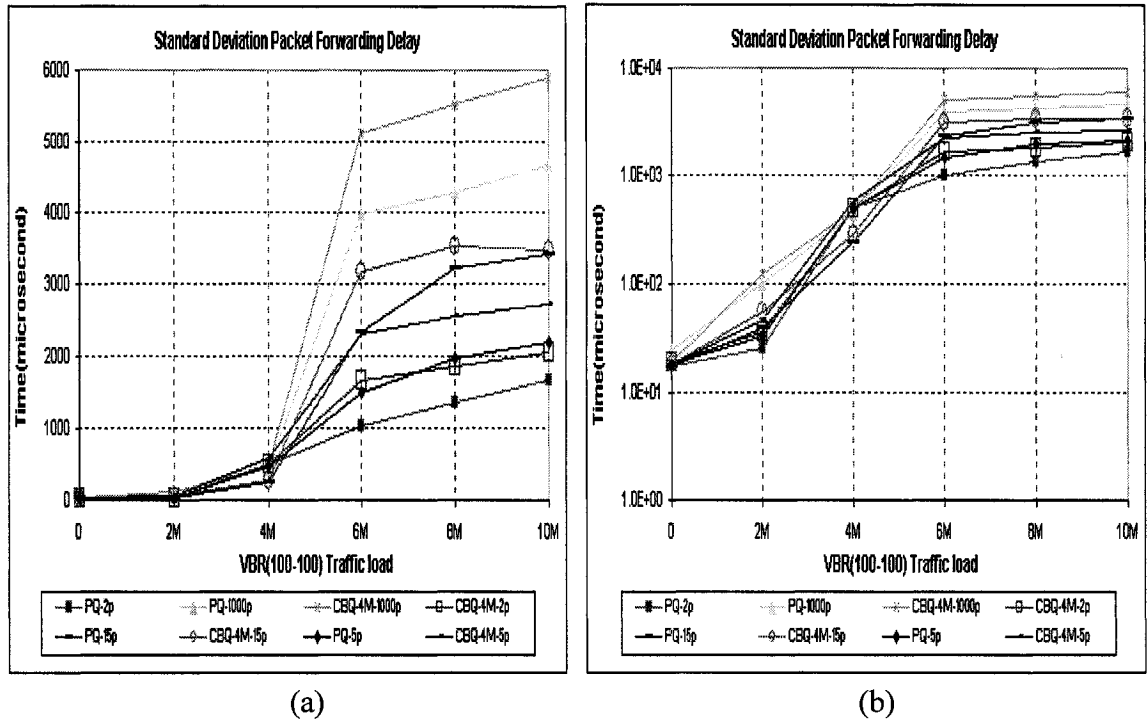 Standard Deviation Packet Forwarding Delay
6000
5000
4000
3000
2000
1000
0
Time(microsecond)
0 2M 4M 6M 8M 10M
VBR(100-100) Traffic load
PQ-2p PQ-1000p CBQ-4M-1000p CBQ-4M-2p
PQ-15p CBQ-4M-15p PQ-5p CBQ-4M-5p
(a)
Standard Deviation Packet Forwarding Delay
1.0E+04
1.0E+03
1.0E+02
1.0E+01
1.0E+00
Time(microsecond)
0 2M 4M 6M 8M 10M
VBR(100-100) Traffic load
PQ-2p PQ-1000p CBQ-4M-1000p CBQ-4M-2p
PQ-15p CBQ-4M-15p PQ-5p CBQ-4M-5p
(b)